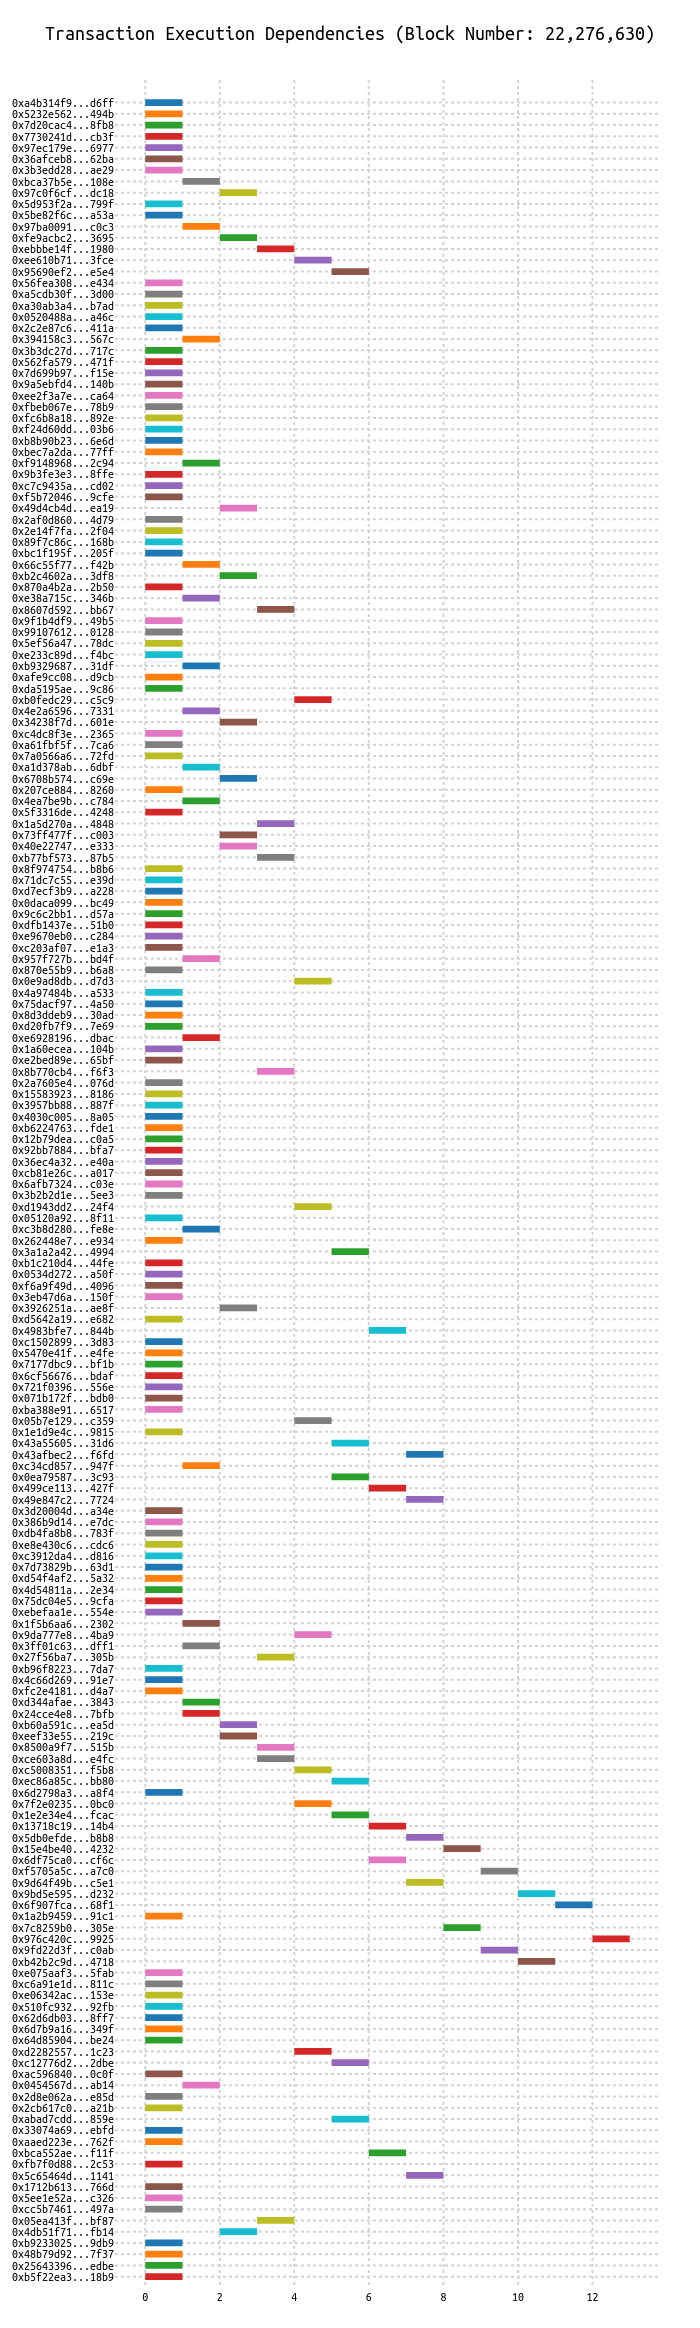 Transaction Execution Dependencies (Block Number: 22,276,630)
0xa4b314f9...d6ff
0x5232e562...494b
0x7d20cac4...8fb8
0x7730241d...cb3f
0x97ec179e...6977
0x36afceb8...62ba
0x3b3edd28...ae29
0xbca37b5e...108e
0x97c0f6cf...dc18
0x5d953f2a...799f
0x5be82f6c...a53a
0x97ba0091...c0c3
0xfe9acbc2...3695
0xebbbe14f...1980
0xee610b71...3fce
0x95690ef2...e5e4
0x56fea308...e434
0xa5cdb30f...3d00
0xa30ab3a4...b7ad
0x0520488a...a46c
0x2c2e87c6...411a
0x394158c3...567c
0x3b3dc27d...717c
0x562fa579...471f
0x7d699b97...f15e
0x9a5ebfd4...140b
0xee2f3a7e...ca64
0xfbeb067e...78b9
0xfc6b8a18...892e
0xf24d60dd...03b6
0xb8b90b23...6e6d
0xbec7a2da...77ff
0xf9148968...2c94
0x9b3fe3e3...8ffe
0xc7c9435a...cd02
0xf5b72046...9cfe
0x49d4cb4d...ea19
0x2af0d860...4d79
0x2e14f7fa...2f04
0x89f7c86c...168b
0xbc1f195f...205f
0x66c55f77...f42b
0xb2c4602a...3df8
0x870a4b2a...2b50
0xe38a715c...346b
0x8607d592...bb67
0x9f1b4df9...49b5
0x99107612...0128
0x5ef56a47...78dc
0xe233c89d...f4bc
0xb9329687...31df
0xafe9cc08...d9cb
0xda5195ae...9c86
0xb0fedc29...c5c9
0x4e2a6596...7331
0x34238f7d...601e
0xc4dc8f3e...2365
0xa61fbf5f...7ca6
0x7a0566a6...72fd
0xa1d378ab...6dbf
0x6708b574...c69e
0x207ce884...8260
0x4ea7be9b...c784
0x5f3316de...4248
0x1a5d270a...4848
0x73ff477f...c003
0x40e22747...e333
0xb77bf573...87b5
0x8f974754...b8b6
0x71dc7c55...e39d
0xd7ecf3b9...a228
0x0daca099...bc49
0x9c6c2bb1...d57a
0xdfb1437e...51b0
0xe9670eb0...c284
0xc203af07...e1a3
0x957f727b...bd4f
0x870e55b9...b6a8
0x0e9ad8db...d7d3
0x4a97484b...a533
0x75dacf97...4a50
0x8d3ddeb9...30ad
0xd20fb7f9...7e69
0xe6928196...dbac
0x1a60ecea...104b
0xe2bed89e...65bf
0x8b770cb4...f6f3
0x2a7605e4...076d
0x15583923...8186
0x3957bb88...887f
0x4030c005...8a05
0xb6224763...fde1
0x12b79dea...c0a5
0x92bb7884...bfa7
0x36ec4a32...e40a
0xcb81e26c...a017
0x6afb7324...c03e
0x3b2b2d1e...5ee3
0xd1943dd2...24f4
0x05120a92...8f11
0xc3b8d280...fe8e
0x262448e7...e934
0x3a1a2a42...4994
0xb1c210d4...44fe
0x0534d272...a50f
0xf6a9f49d...4096
0x3eb47d6a...150f
0x3926251a...ae8f
0xd5642a19...e682
0x4983bfe7...844b
0xc1502899...3d83
0x5470e41f...e4fe
0x7177dbc9...bf1b
0x6cf56676...bdaf
0x721f0396...556e
0x071b172f...bdb0
0xba388e91...6517
0x05b7e129...c359
0x1e1d9e4c...9815
0x43a55605...31d6
0x43afbec2...f6fd
0xc34cd857...947f
0x0ea79587...3c93
0x499ce113...427f
0x49e847c2...7724
0x3d20004d...a34e
0x386b9d14...e7dc
0xdb4fa8b8...783f
0xe8e430c6...cdc6
0xc3912da4...d816
0x7d73829b...63d1
0xd54f4af2...5a32
0x4d54811a...2e34
0x75dc04e5...9cfa
0xebefaa1e...554e
0x1f5b6aa6...2302
0x9da777e8...4ba9
0x3ff01c63...dff1
0x27f56ba7...305b
0xb96f8223...7da7
0x4c66d269...91e7
0xfc2e4181...d4a7
0xd344afae...3843
0x24cce4e8...7bfb
0xb60a591c...ea5d
0xeef33e55...219c
0x8500a9f7...515b
0xce603a8d...e4fc
0xc5008351...f5b8
0xec86a85c...bb80
0x6d2798a3...a8f4
0x7f2e0235...0bc0
0x1e2e34e4...fcac
0x13718c19...14b4
0x5db0efde...b8b8
0x15e4be40...4232
0x6df75ca0...cf6c
0xf5705a5c...a7c0
0x9d64f49b...c5e1
0x9bd5e595...d232
0x6f907fca...68f1
0x1a2b9459...91c1
0x7c8259b0...305e
0x976c420c...9925
0x9fd22d3f...c0ab
0xb42b2c9d...4718
0xe075aaf3...5fab
0xc6a91e1d...811c
0xe06342ac...153e
0x510fc932...92fb
0x62d6db03...8ff7
0x6d7b9a16...349f
0x64d85904...be24
0xd2282557...1c23
0xc12776d2...2dbe
0xac596840...0c0f
0x0454567d...ab14
0x2d8e062a...e85d
0x2cb617c0...a21b
0xabad7cdd...859e
0x33074a69...ebfd
0xaaed223e...762f
0xbca552ae...f11f
0xfb7f0d88...2c53
0x5c65464d...1141
0x1712b613...766d
0x5ee1e52a...c326
0xcc5b7461...497a
0x05ea413f...bf87
0x4db51f71...fb14
0xb9233025...9db9
0x48b79d92...7f37
0x25643396...edbe
0xb5f22ea3...18b9
0 2 4 6 8 10 12